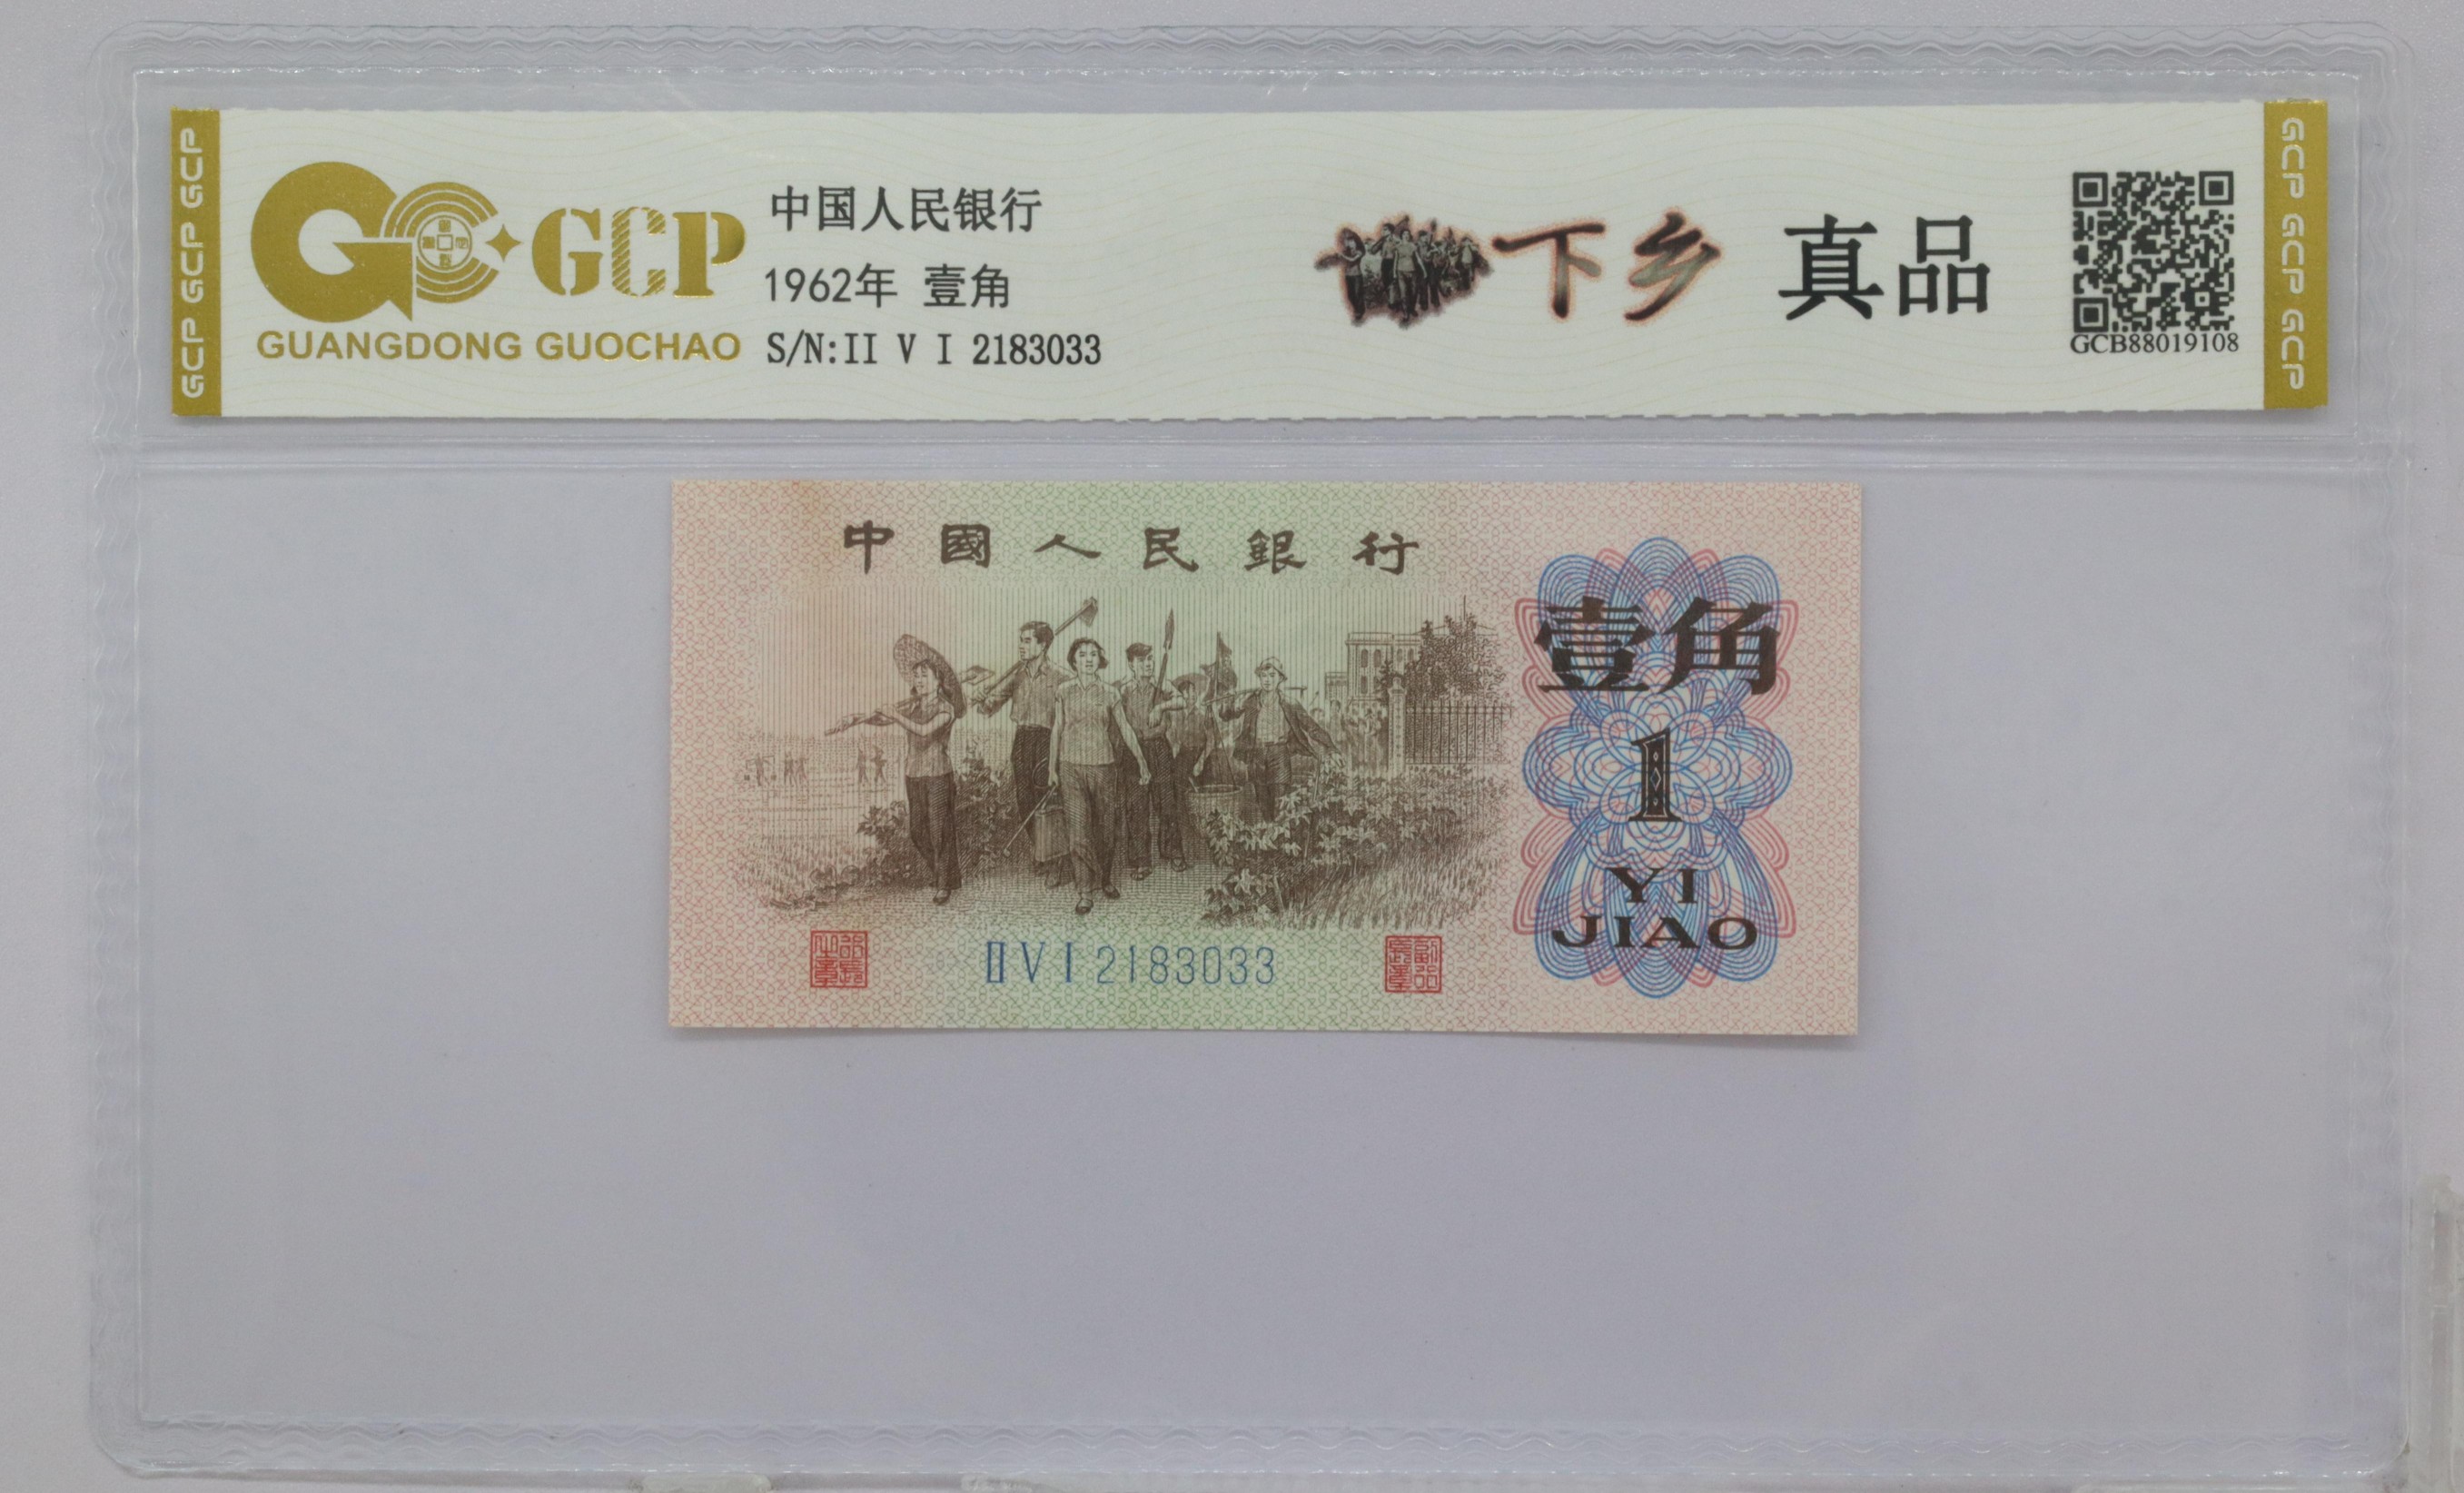 GCP GCP GCP
GCP
GUANGDONG GUOCHAO
中国人民银行
1962年 壹角
S/N:II V I 2183033
下乡 真品
GCB88019108
GCP GCP GCP
中國人民銀行
壹角
1
YI
JIAO
II V I 2183033